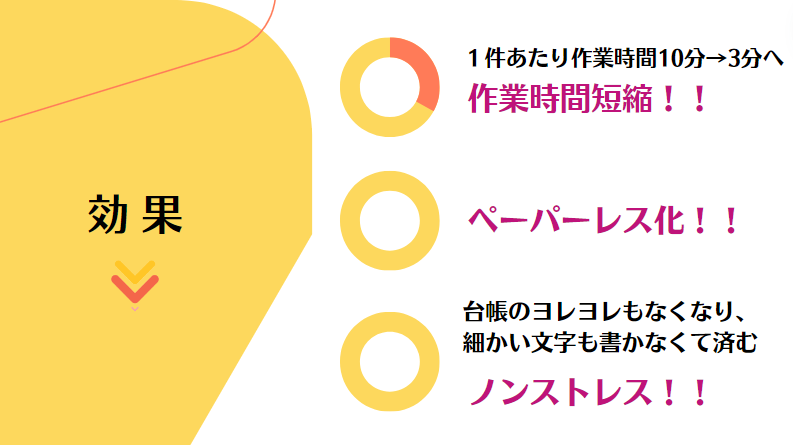 効果
1件あたり作業時間10分→3分へ
作業時間短縮！！
ペーパーレス化！！
台帳のヨレヨレもなくなり、
細かい文字も書かなくて済む
ノンストレス！！